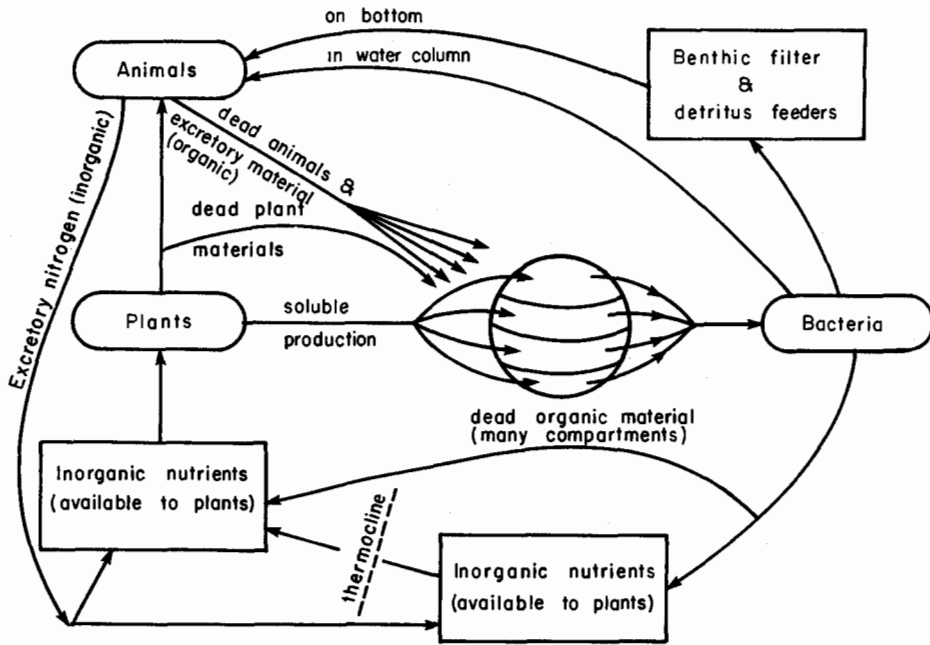 on bottom
in water column
Animals
Benthic filter
&
detritus feeders
dead animals &
excretory material
(organic)
Excretory nitrogen (inorganic)
dead plant
materials
Plants
soluble
production
Bacteria
dead organic material
(many compartments)
Inorganic nutrients
(available to plants)
thermocline
Inorganic nutrients
(available to plants)